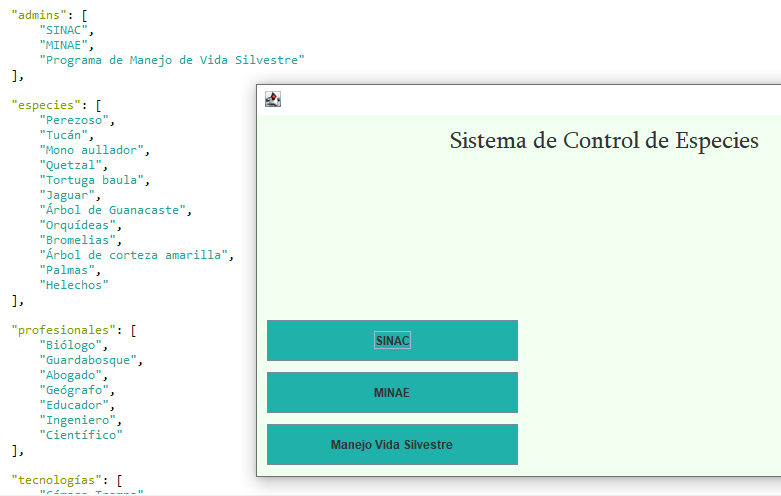 "admins": [
"SINAC",
"MINAE",
"Programa de Manejo de Vida Silvestre"
],
"especies": [
"Perezoso",
"Tucán",
"Mono aullador",
"Quetzal",
"Tortuga baula",
"Jaguar",
"Árbol de Guanacaste",
"Orquídeas",
"Bromelias",
"Árbol de corteza amarilla",
"Palmas",
"Helechos"
],
"profesionales": [
"Biólogo",
"Guardabosque",
"Abogado",
"Geógrafo",
"Educador",
"Ingeniero",
"Científico"
],
"tecnologías": [
Sistema de Control de Especies
SINAC
MINAE
Manejo Vida Silvestre